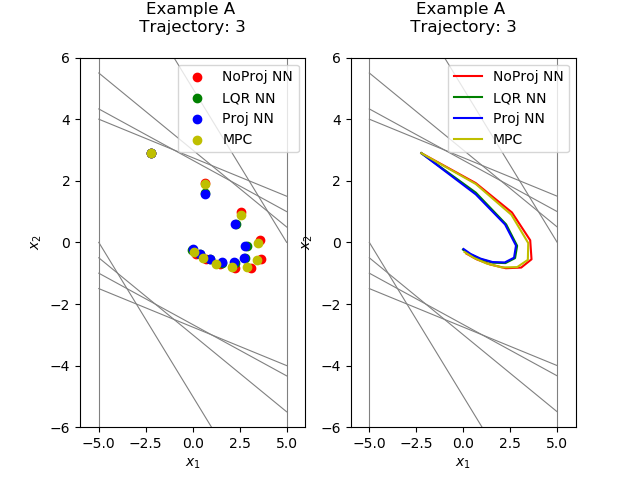 Example A
Trajectory: 3
NoProj NN
LQR NN
Proj NN
MPC
6
4
2
0
−2
−4
−6
x2
−5.0
−2.5
0.0
2.5
5.0
x1
Example A
Trajectory: 3
NoProj NN
LQR NN
Proj NN
MPC
6
4
2
0
−2
−4
−6
x2
−5.0
−2.5
0.0
2.5
5.0
x1